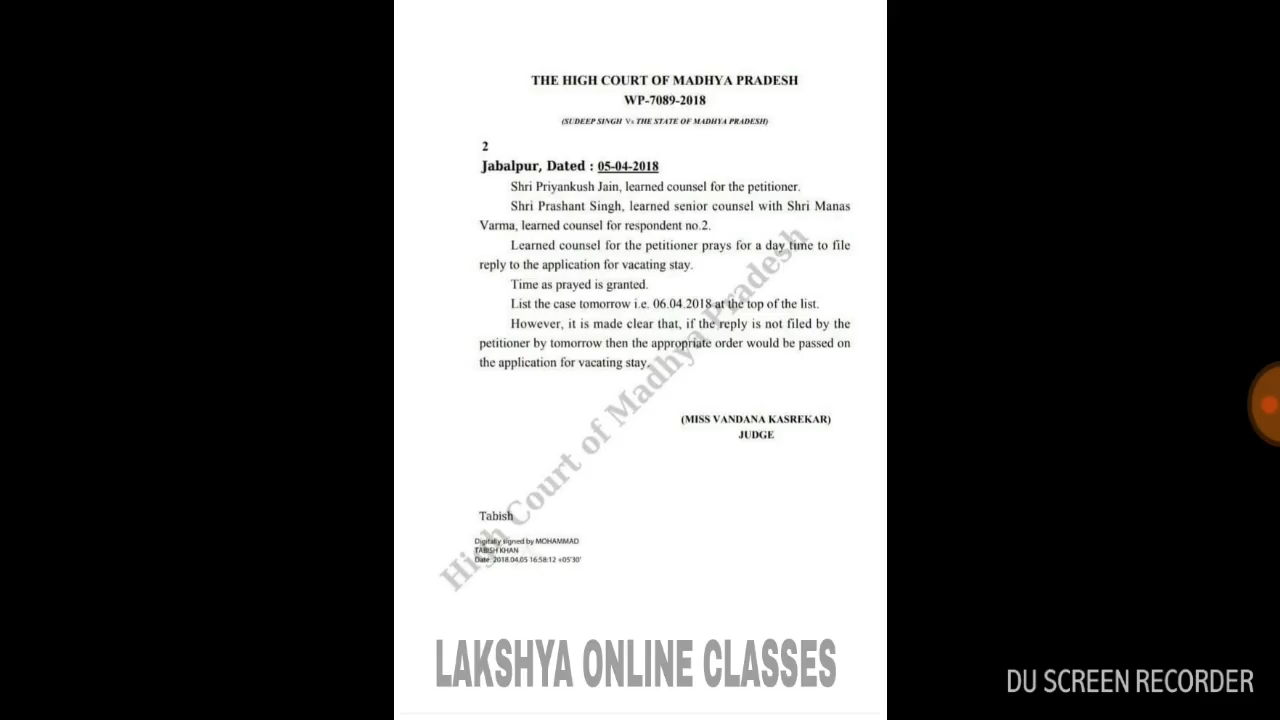 THE HIGH COURT OF MADHYA PRADESH
WP-7089-2018
(SUDEEP SINGH Vs THE STATE OF MADHYA PRADESH)
2
Jabalpur, Dated : 05-04-2018
Shri Priyankush Jain, learned counsel for the petitioner.
Shri Prashant Singh, learned senior counsel with Shri Manas
Varma, learned counsel for respondent no.2.
Learned counsel for the petitioner prays for a day time to file
reply to the application for vacating stay.
Time as prayed is granted.
List the case tomorrow i.e. 06.04.2018 at the top of the list.
However, it is made clear that, if the reply is not filed by the
petitioner by tomorrow then the appropriate order would be passed on
the application for vacating stay.
(MISS VANDANA KASREKAR)
JUDGE
Tabish
Digitally signed by MOHAMMAD
TABISH KHAN
Date: 2018.04.05 16:58:12 +05'30'
High Court of Madhya Pradesh
LAKSHYA ONLINE CLASSES
DU SCREEN RECORDER